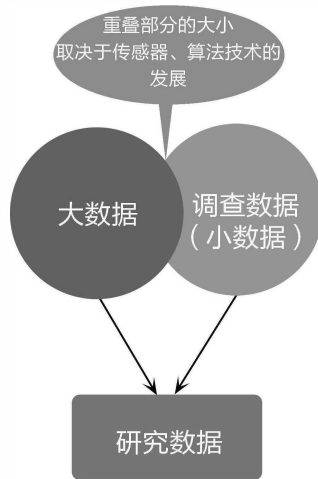 重叠部分的大小
取决于传感器、算法技术的
发展
大数据
调查数据
（小数据）
研究数据